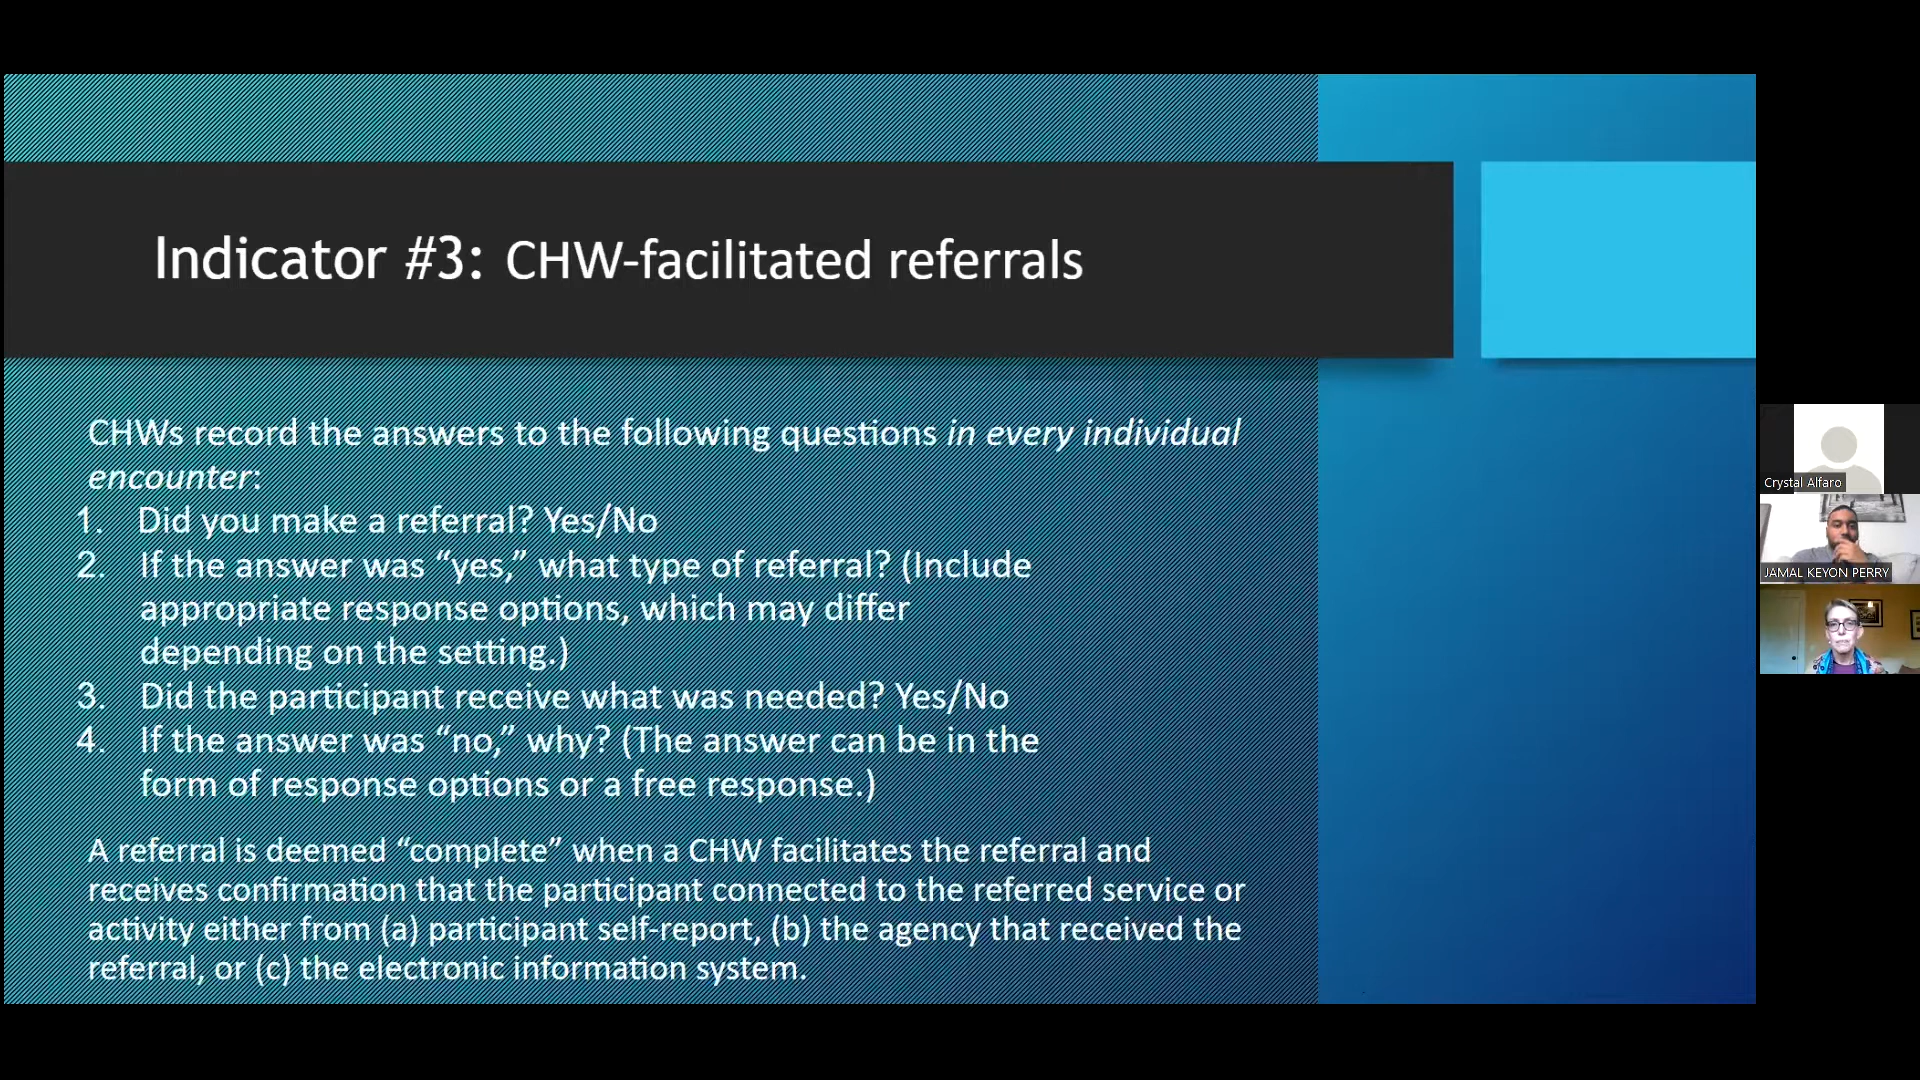 Indicator #3: CHW-facilitated referrals
CHWs record the answers to the following questions in every individual
encounter:
1. Did you make a referral? Yes/No
2. If the answer was “yes,” what type of referral? (Include
appropriate response options, which may differ
depending on the setting.)
3. Did the participant receive what was needed? Yes/No
4. If the answer was “no,” why? (The answer can be in the
form of response options or a free response.)
A referral is deemed “complete” when a CHW facilitates the referral and
receives confirmation that the participant connected to the referred service or
activity either from (a) participant self-report, (b) the agency that received the
referral, or (c) the electronic information system.
Crystal Alfaro
JAMAL KEYON PERRY